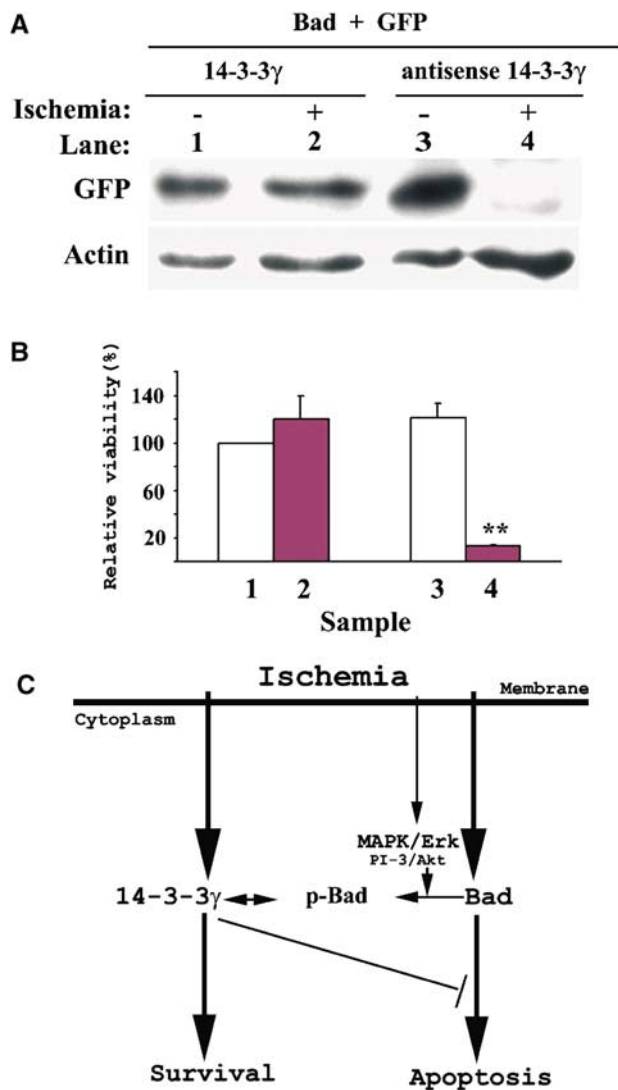 A
Bad + GFP
14-3-3γ antisense 14-3-3γ
Ischemia: - + - +
Lane: 1 2 3 4
GFP
Actin
B
Relative viability(%)
140
100
60
20
**
1 2 3 4
Sample
C
Ischemia
Membrane
Cytoplasm
MAPK/Erk
PI-3/Akt
14-3-3γ p-Bad Bad
Survival Apoptosis